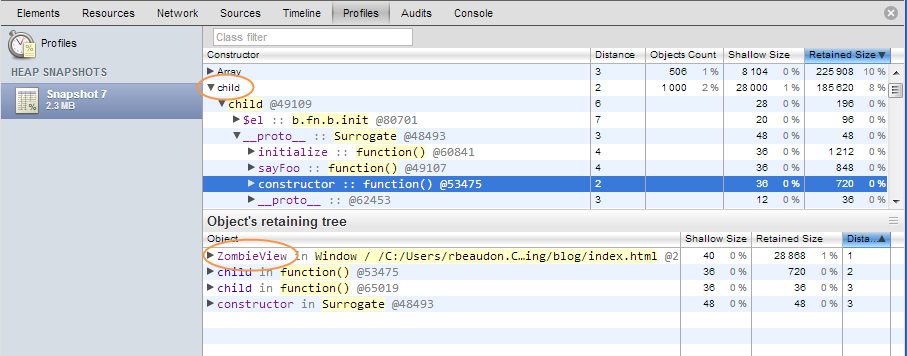 Elements Resources Network Sources Timeline Profiles Audits Console
Profiles
HEAP SNAPSHOTS
Snapshot 7
2.3 MB
Class filter
Constructor Distance Objects Count Shallow Size Retained Size▼
▶Array 3 506 1 % 8 104 0 % 225 908 10 %
▼child 2 1 000 2 % 28 000 1 % 185 620 8 %
▼child @49109 6 28 0 % 196 0 %
▶$el :: b.fn.b.init @80701 7 20 0 % 96 0 %
▼__proto__ :: Surrogate @48493 3 48 0 % 48 0 %
▶initialize :: function() @60841 4 36 0 % 1 212 0 %
▶sayFoo :: function() @49107 4 36 0 % 848 0 %
▶constructor :: function() @53475 2 36 0 % 720 0 %
▶__proto__ :: @62453 3 12 0 % 36 0 %
Object's retaining tree
Object Shallow Size Retained Size Dista...▲
▶ZombieView in Window / /C:/Users/rbeaudon.C…ing/blog/index.html @2 40 0 % 28 868 1 % 1
▶child in function() @53475 36 0 % 720 0 % 2
▶child in function() @65019 36 0 % 36 0 % 3
▶constructor in Surrogate @48493 48 0 % 48 0 % 3